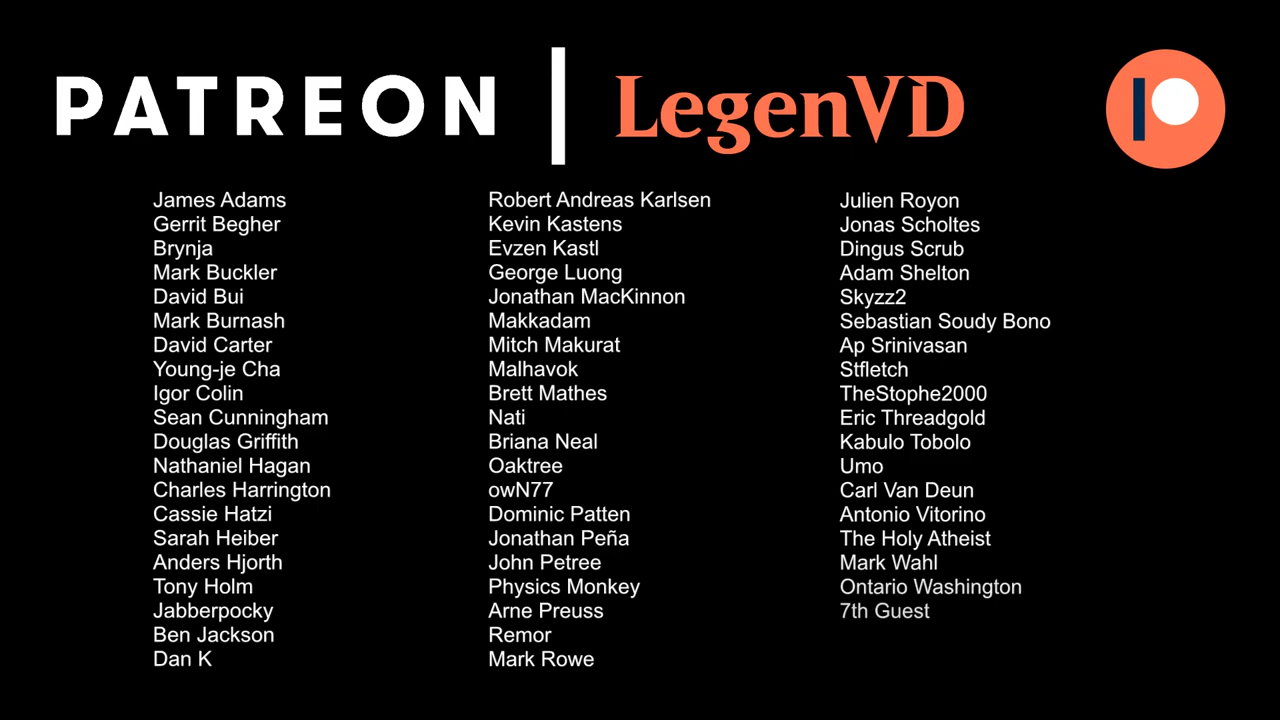 PATREON | LegenVD
James Adams
Gerrit Begher
Brynja
Mark Buckler
David Bui
Mark Burnash
David Carter
Young-je Cha
Igor Colin
Sean Cunningham
Douglas Griffith
Nathaniel Hagan
Charles Harrington
Cassie Hatzi
Sarah Heiber
Anders Hjorth
Tony Holm
Jabberpocky
Ben Jackson
Dan K
Robert Andreas Karlsen
Kevin Kastens
Evzen Kastl
George Luong
Jonathan MacKinnon
Makkadam
Mitch Makurat
Malhavok
Brett Mathes
Nati
Briana Neal
Oaktree
owN77
Dominic Patten
Jonathan Peña
John Petree
Physics Monkey
Arne Preuss
Remor
Mark Rowe
Julien Royon
Jonas Scholtes
Dingus Scrub
Adam Shelton
Skyzz2
Sebastian Soudy Bono
Ap Srinivasan
Stfletch
TheStophe2000
Eric Threadgold
Kabulo Tobolo
Umo
Carl Van Deun
Antonio Vitorino
The Holy Atheist
Mark Wahl
Ontario Washington
7th Guest